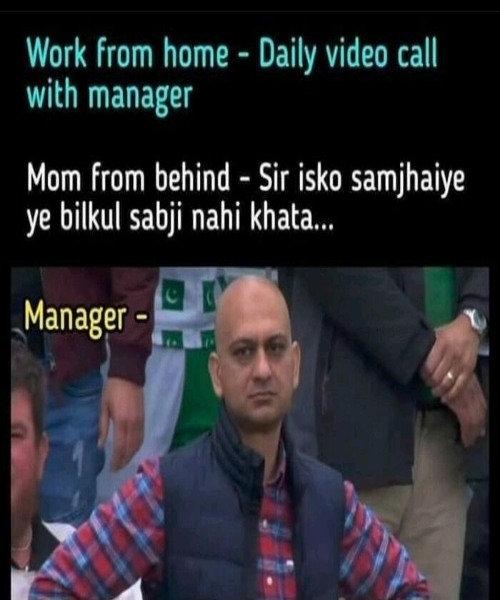 Work from home - Daily video call
with manager
Mom from behind - Sir isko samjhaiye
ye bilkul sabji nahi khata...
Manager -